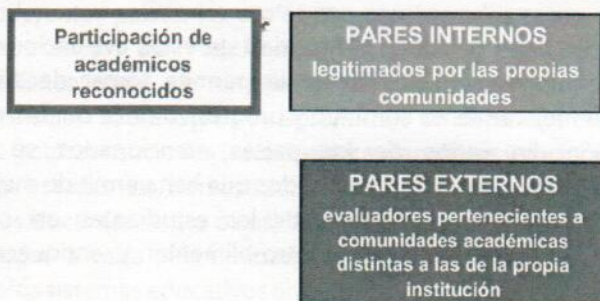 Participación de
académicos
reconocidos
PARES INTERNOS
legitimados por las propias
comunidades
PARES EXTERNOS
evaluadores pertenecientes a
comunidades académicas
distintas a las de la propia
institución